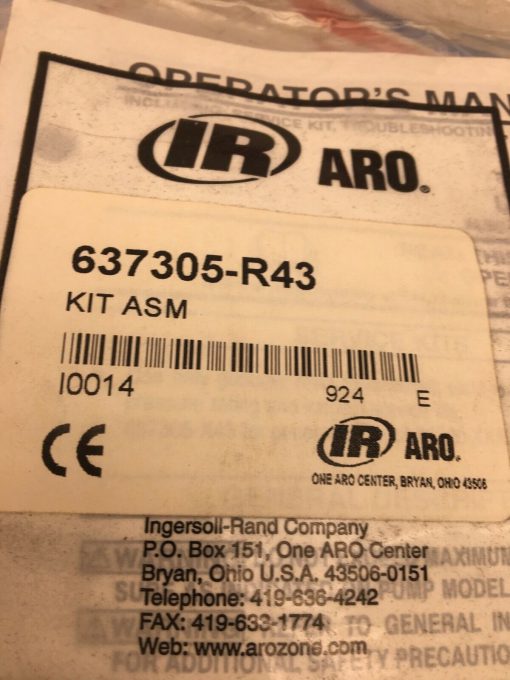 OPERATOR'S MAN
SERVICE KIT, TROUBLESHOOTIN
IR ARO®
637305-R43
KIT ASM
I0014 924 E
CE IR ARO®
ONE ARO CENTER, BRYAN, OHIO 43506
Ingersoll-Rand Company
P.O. Box 151, One ARO Center
Bryan, Ohio U.S.A. 43506-0151
MAXIMUM
Telephone: 419-636-4242
PUMP MODEL
FAX: 419-633-1774
TO GENERAL IN
Web: www.arozone.com
FOR ADDITIONAL SAFETY PRECAUTIO